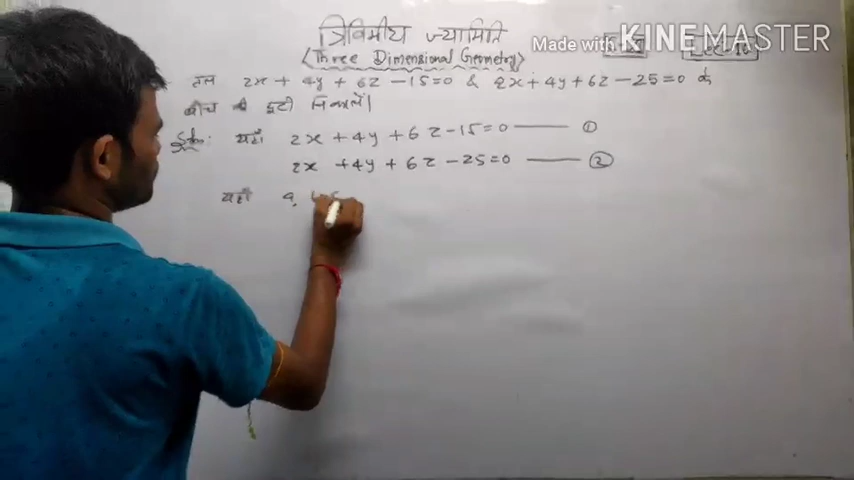 त्रिविमीय ज्यामिति
(Three Dimensional Geometry)
Made with KINEMASTER
तल 2x + 4y + 6z - 15 = 0 & 2x + 4y + 6z - 25 = 0 के
बीच की दूरी निकालें।
Soln: यहाँ 2x + 4y + 6z - 15 = 0 —— ①
2x + 4y + 6z - 25 = 0 —— ②
यहाँ a,